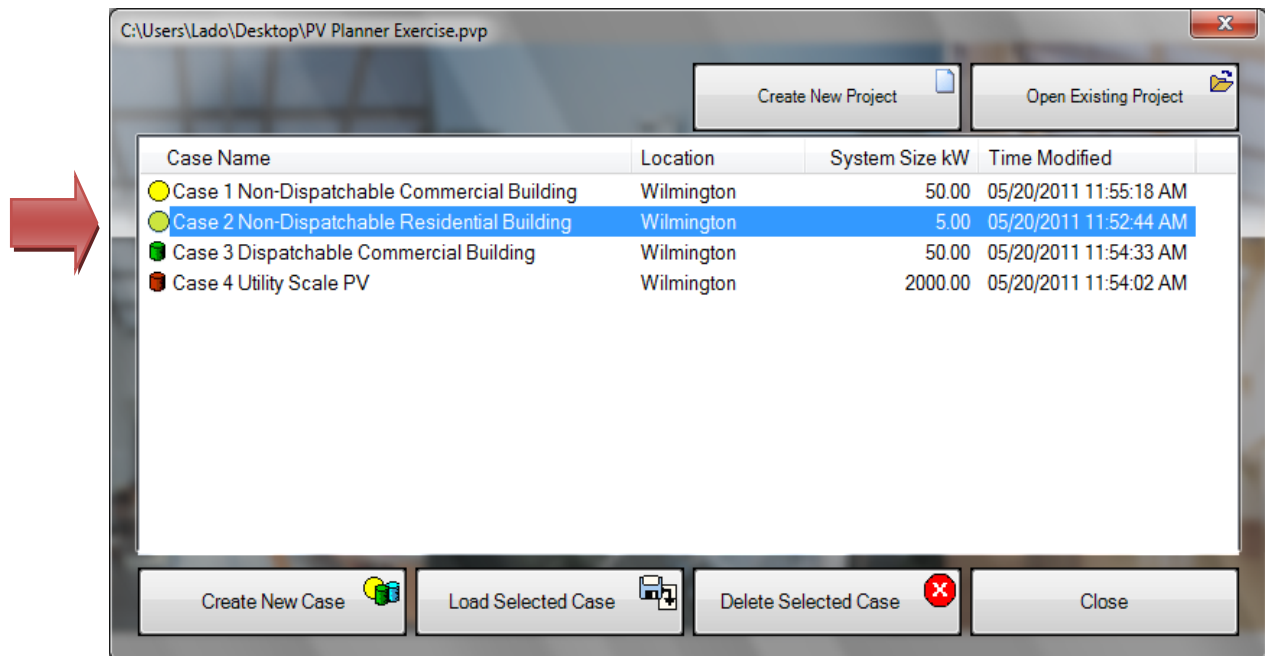 C:\Users\Lado\Desktop\PV Planner Exercise.pvp
X
Create New Project
Open Existing Project
Case Name Location System Size kW Time Modified
Case 1 Non-Dispatchable Commercial Building Wilmington 50.00 05/20/2011 11:55:18 AM
Case 2 Non-Dispatchable Residential Building Wilmington 5.00 05/20/2011 11:52:44 AM
Case 3 Dispatchable Commercial Building Wilmington 50.00 05/20/2011 11:54:33 AM
Case 4 Utility Scale PV Wilmington 2000.00 05/20/2011 11:54:02 AM
Create New Case
Load Selected Case
Delete Selected Case
Close